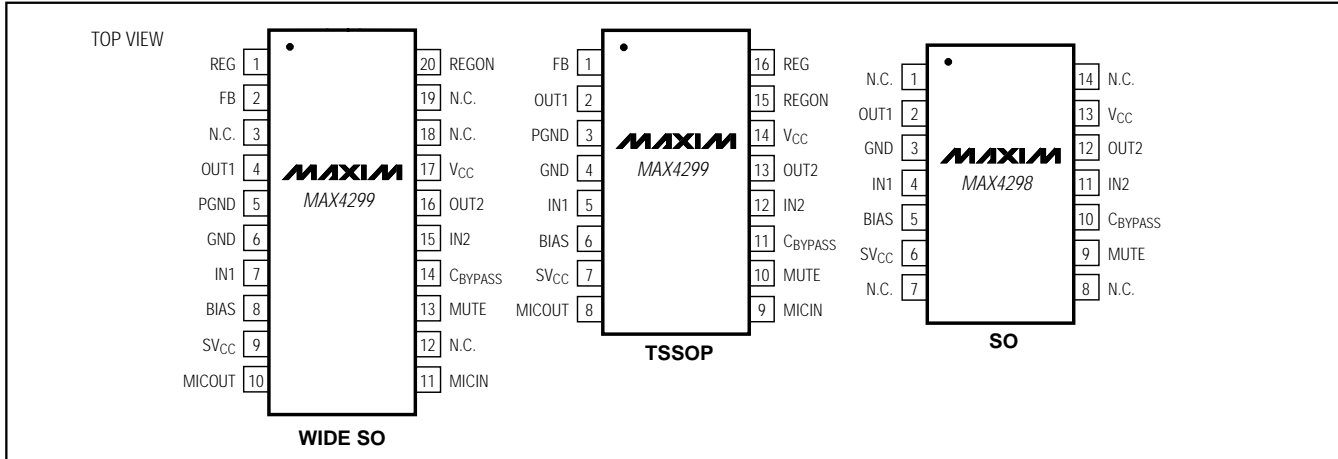 TOP VIEW
REG 1
FB 2
N.C. 3
OUT1 4
PGND 5
GND 6
IN1 7
BIAS 8
SVCC 9
MICOUT 10
20 REGON
19 N.C.
18 N.C.
17 VCC
16 OUT2
15 IN2
14 CBYPASS
13 MUTE
12 N.C.
11 MICIN
MAXIM
MAX4299
WIDE SO
FB 1
OUT1 2
PGND 3
GND 4
IN1 5
BIAS 6
SVCC 7
MICOUT 8
16 REG
15 REGON
14 VCC
13 OUT2
12 IN2
11 CBYPASS
10 MUTE
9 MICIN
MAXIM
MAX4299
TSSOP
N.C. 1
OUT1 2
GND 3
IN1 4
BIAS 5
SVCC 6
N.C. 7
14 N.C.
13 VCC
12 OUT2
11 IN2
10 CBYPASS
9 MUTE
8 N.C.
MAXIM
MAX4298
SO